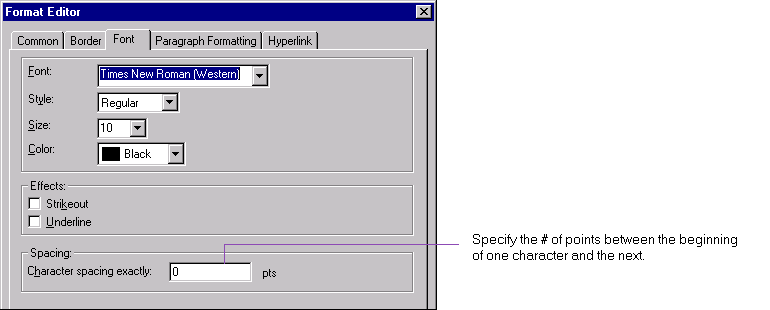 Format Editor
Common Border Font Paragraph Formatting Hyperlink
Font: Times New Roman (Western)
Style: Regular
Size: 10
Color: Black
Effects:
Strikeout
Underline
Spacing:
Character spacing exactly: 0 pts
Specify the # of points between the beginning
of one character and the next.